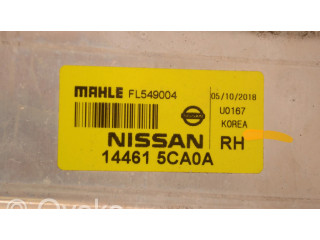 MAHLE FL549004
05/10/2018
U0167
KOREA
NISSAN RH
14461 5CA0A